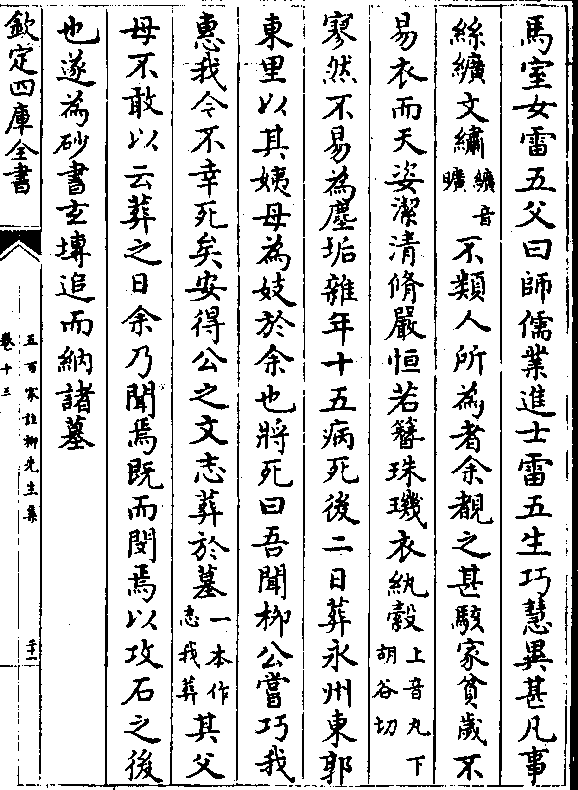 馬室女雷五父曰師儒業進士雷五生巧慧異甚凡事
絲纊文繡纊音曠不類人所為者余覩之甚駭家貧歲不
易衣而天姿潔清脩嚴恒若簪珠璣衣紈縠上音丸下胡谷切
寥然不易為塵垢雜年十五病死後二日葬永州東郭
東里以其姨母為妓於余也將死曰吾聞柳公嘗巧我
惠我今不幸死矣安得公之文志葬於墓一本作志我葬其父
母不敢以云葬之日余乃聞焉既而閔焉以攻石之後
也遂為砂書玄塼追而納諸墓
欽定四庫全書
五百家註柳先生集
卷十三
二十一